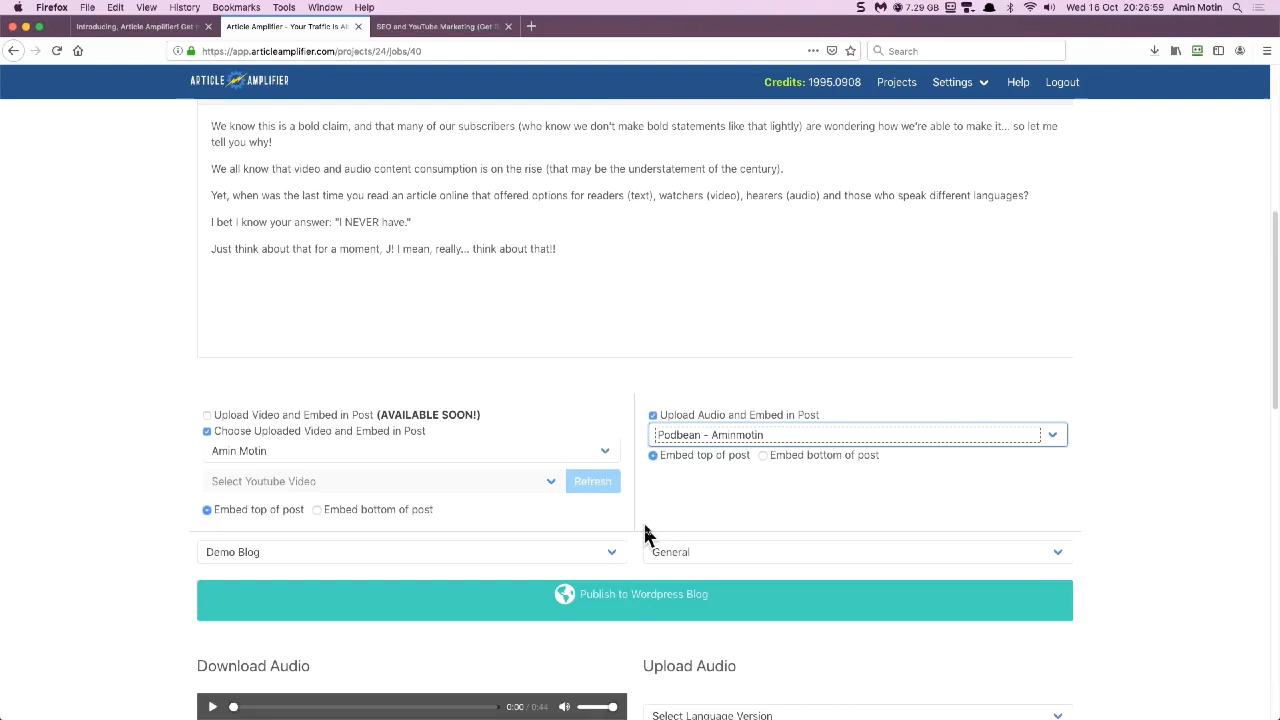 Firefox File Edit View History Bookmarks Tools Window Help 7.29 GB Wed 16 Oct 20:26:59 Amin Motin
Introducing, Article Amplifier! Get Article Amplifier - Your Traffic Is SEO and YouTube Marketing (Get
https://app.articleamplifier.com/projects/24/jobs/40 Search
ARTICLE AMPLIFIER Credits: 1995.0908 Projects Settings Help Logout
We know this is a bold claim, and that many of our subscribers (who know we don't make bold statements like that lightly) are wondering how we're able to make it... so let me
tell you why!
We all know that video and audio content consumption is on the rise (that may be the understatement of the century).
Yet, when was the last time you read an article online that offered options for readers (text), watchers (video), hearers (audio) and those who speak different languages?
I bet I know your answer: "I NEVER have."
Just think about that for a moment, J! I mean, really... think about that!!
Upload Video and Embed in Post (AVAILABLE SOON!)
Choose Uploaded Video and Embed in Post
Amin Motin
Select Youtube Video Refresh
Embed top of post Embed bottom of post
Upload Audio and Embed in Post
Podbean - Aminmotin
Embed top of post Embed bottom of post
Demo Blog General
Publish to Wordpress Blog
Download Audio Upload Audio
0:00 / 0:44
Select Language Version